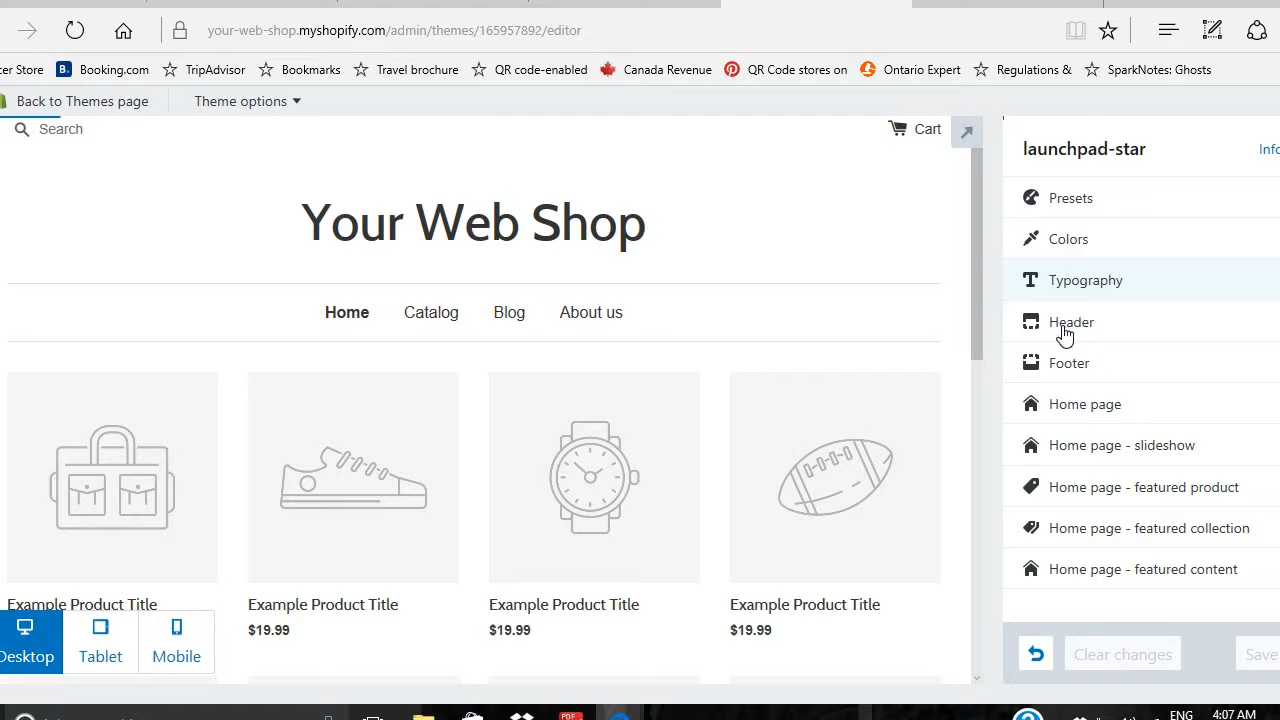 your-web-shop.myshopify.com/admin/themes/165957892/editor
er Store
B. Booking.com
TripAdvisor
Bookmarks
Travel brochure
QR code-enabled
Canada Revenue
QR Code stores on
Ontario Expert
Regulations &
SparkNotes Ghosts
Back to Themes page
Theme options
Search
Cart
Your Web Shop
Home
Catalog
Blog
About us
Example Product Title
Example Product Title
$19.99
Example Product Title
$19.99
Example Product Title
$19.99
Desktop
Tablet
Mobile
launchpad-star
Info
Presets
Colors
Typography
Header
Footer
Home page
Home page - slideshow
Home page - featured product
Home page - featured collection
Home page - featured content
Clear changes
Save
PDF
ENG
4:07 AM